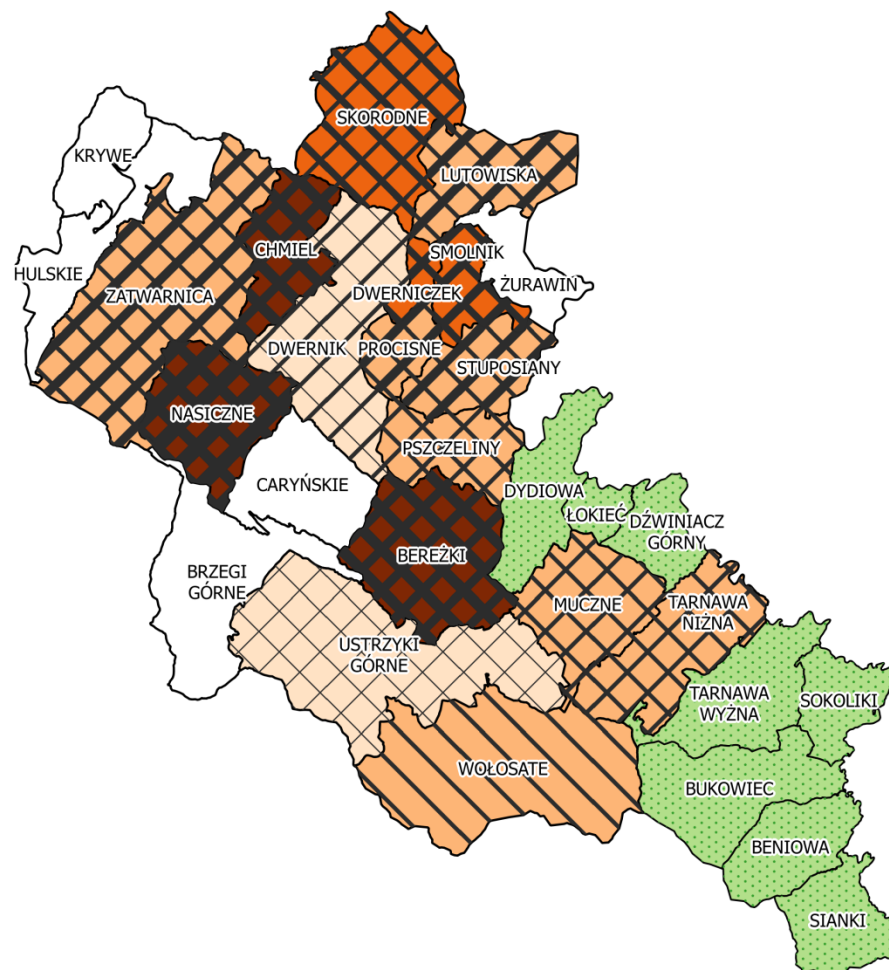 SKORODNE
KRYWE
LUTOWISKA
CHMIEL
SMOLNIK
HULSKIE
ŻURAWIN
ZATWARNICA
DWERNICZEK
DWERNIK
PROCISNE
STUPOSIANY
NASICZNE
PSZCZELINY
CARYŃSKIE
DYDIOWA
ŁOKIEĆ
DŹWINIACZ
GÓRNY
BEREŻKI
BRZEGI
GÓRNE
MUCZNE
TARNAWA
NIŻNA
USTRZYKI
GÓRNE
TARNAWA
WYŻNA
SOKOLIKI
WOŁOSATE
BUKOWIEC
BENIOWA
SIANKI